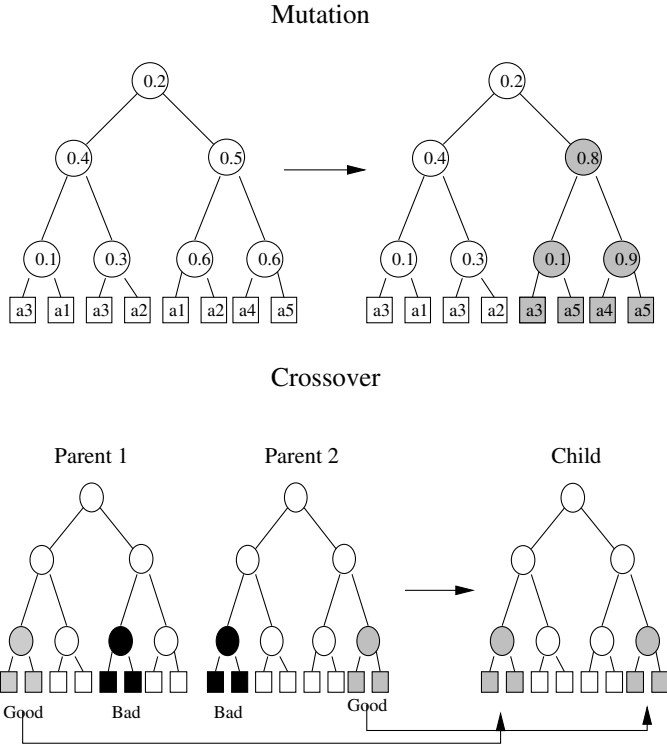 Mutation
0.2 0.2
0.4 0.5 0.4 0.8
0.1 0.3 0.6 0.6 0.1 0.3 0.1 0.9
a3 a1 a3 a2 a1 a2 a4 a5 a3 a1 a3 a2 a3 a5 a4 a5
Crossover
Parent 1 Parent 2 Child
Good Bad Bad Good